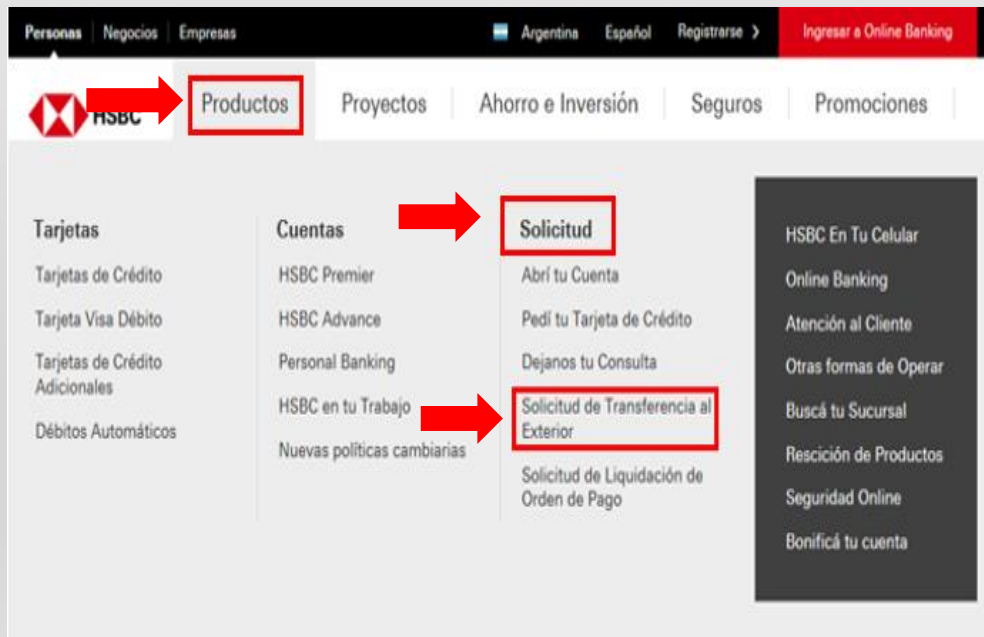 Personas Negocios Empresas Argentina Español Registrarse > Ingresar a Online Banking
HSBC Productos Proyectos Ahorro e Inversión Seguros Promociones
Tarjetas
Tarjetas de Crédito
Tarjeta Visa Débito
Tarjetas de Crédito
Adicionales
Débitos Automáticos
Cuentas
HSBC Premier
HSBC Advance
Personal Banking
HSBC en tu Trabajo
Nuevas políticas cambiarias
Solicitud
Abrí tu Cuenta
Pedí tu Tarjeta de Crédito
Dejanos tu Consulta
Solicitud de Transferencia al
Exterior
Solicitud de Liquidación de
Orden de Pago
HSBC En Tu Celular
Online Banking
Atención al Cliente
Otras formas de Operar
Buscá tu Sucursal
Rescición de Productos
Seguridad Online
Bonificá tu cuenta